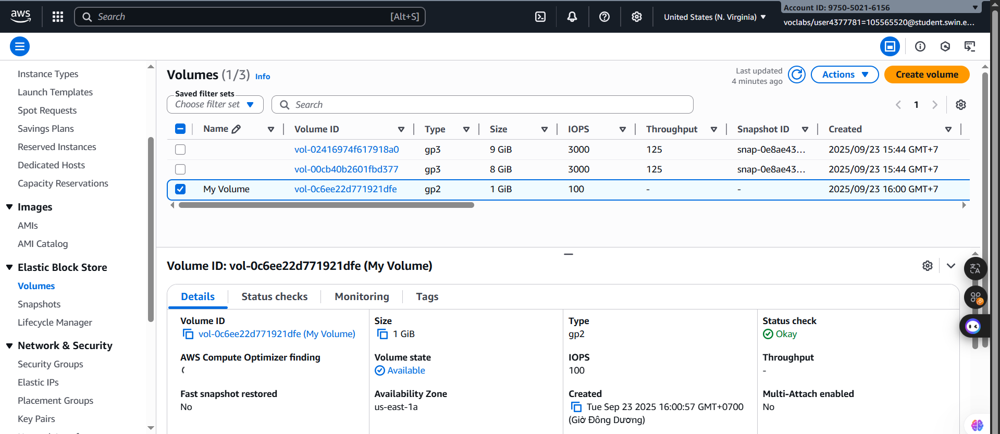 aws
Search [Alt+S]
United States (N. Virginia)
Account ID: 9750-5021-6156
voclabs/user4377781=105565520@student.swin.e...
Instance Types
Launch Templates
Spot Requests
Savings Plans
Reserved Instances
Dedicated Hosts
Capacity Reservations
Images
AMIs
AMI Catalog
Elastic Block Store
Volumes
Snapshots
Lifecycle Manager
Network & Security
Security Groups
Elastic IPs
Placement Groups
Key Pairs
Volumes (1/3) Info
Last updated
4 minutes ago
Actions
Create volume
Saved filter sets
Choose filter set
Search
1
Name Volume ID Type Size IOPS Throughput Snapshot ID Created
vol-02416974f617918a0 gp3 9 GiB 3000 125 snap-0e8ae43... 2025/09/23 15:44 GMT+7
vol-00cb40b2601fbd377 gp3 8 GiB 3000 125 snap-0e8ae43... 2025/09/23 15:44 GMT+7
My Volume vol-0c6ee22d771921dfe gp2 1 GiB 100 - - 2025/09/23 16:00 GMT+7
Volume ID: vol-0c6ee22d771921dfe (My Volume)
Details Status checks Monitoring Tags
Volume ID
vol-0c6ee22d771921dfe (My Volume)
Size
1 GiB
Type
gp2
Status check
Okay
AWS Compute Optimizer finding
Volume state
Available
IOPS
100
Throughput
-
Fast snapshot restored
No
Availability Zone
us-east-1a
Created
Tue Sep 23 2025 16:00:57 GMT+0700
(Giờ Đông Dương)
Multi-Attach enabled
No